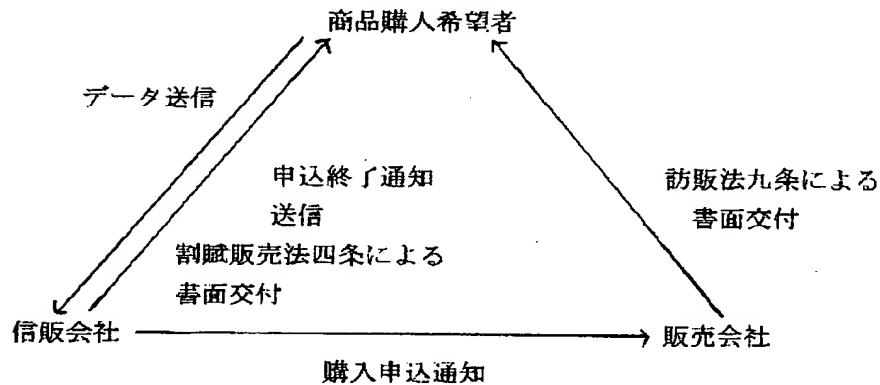 商品購入希望者
データ送信
申込終了通知
送信
割賦販売法四条による
書面交付
訪販法九条による
書面交付
信販会社
販売会社
購入申込通知